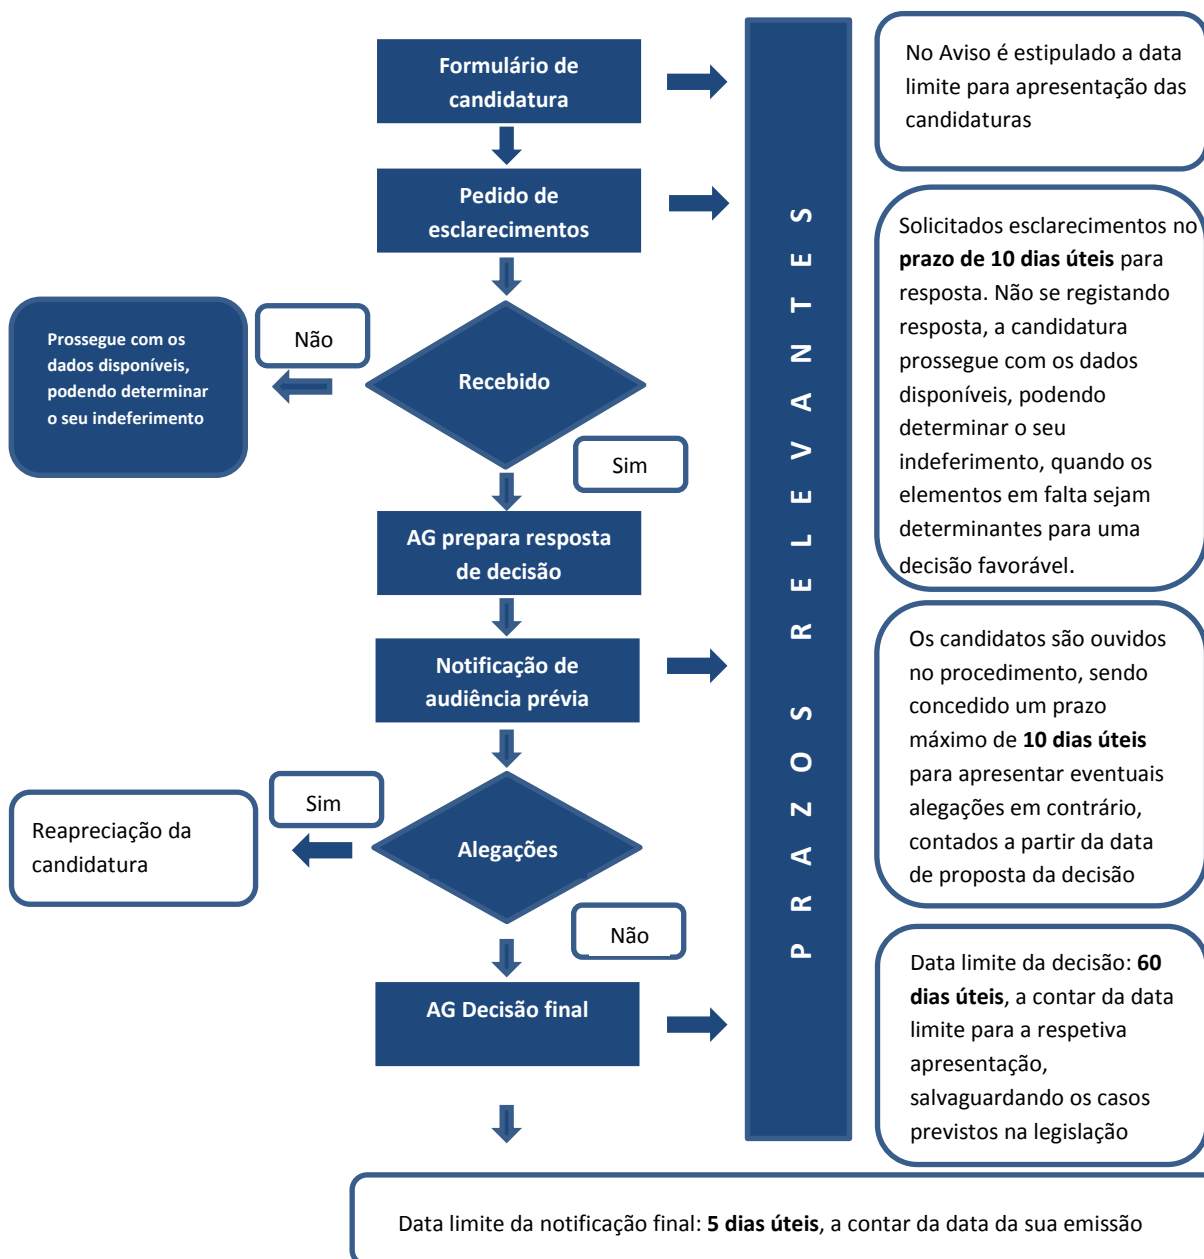 Formulário de
candidatura
No Aviso é estipulado a data
limite para apresentação das
candidaturas
Pedido de
esclarecimentos
Solicitados esclarecimentos no
prazo de 10 dias úteis para
resposta. Não se registando
resposta, a candidatura
prossegue com os dados
disponíveis, podendo
determinar o seu
indeferimento, quando os
elementos em falta sejam
determinantes para uma
decisão favorável.
Prossegue com os
dados disponíveis,
podendo determinar
o seu indeferimento
Não
Recebido
Sim
AG prepara resposta
de decisão
Notificação de
audiência prévia
Os candidatos são ouvidos
no procedimento, sendo
concedido um prazo
máximo de 10 dias úteis
para apresentar eventuais
alegações em contrário,
contados a partir da data
de proposta da decisão
Reapreciação da
candidatura
Sim
Alegações
Não
AG Decisão final
Data limite da decisão: 60
dias úteis, a contar da data
limite para a respetiva
apresentação,
salvaguardando os casos
previstos na legislação
PRAZOS RELEVANTES
Data limite da notificação final: 5 dias úteis, a contar da data da sua emissão